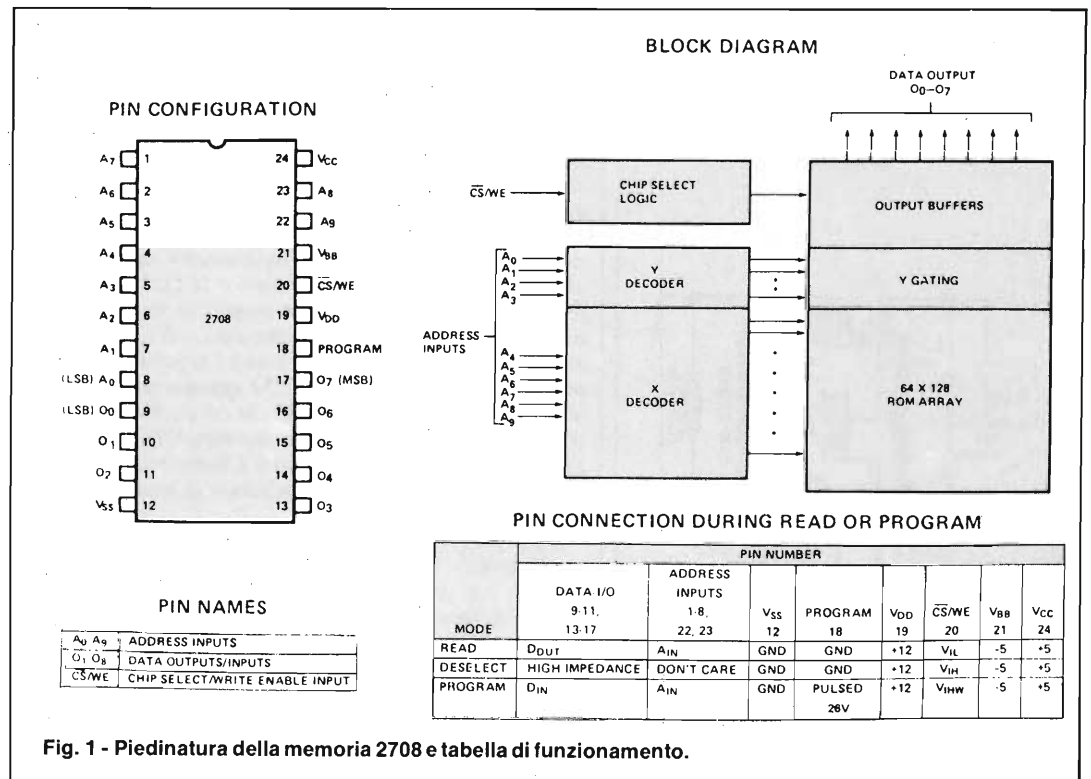 BLOCK DIAGRAM
DATA OUTPUT
O0–O7
PIN CONFIGURATION
A7 1 24 VCC
A6 2 23 A8
A5 3 22 A9
A4 4 21 VBB
A3 5 20 CS/WE
A2 6 2708 19 VDD
A1 7 18 PROGRAM
(LSB) A0 8 17 O7 (MSB)
(LSB) O0 9 16 O6
O1 10 15 O5
O2 11 14 O4
VSS 12 13 O3
CS/WE
CHIP SELECT
LOGIC
OUTPUT BUFFERS
ADDRESS
INPUTS
A0
A1
A2
A3
Y
DECODER
Y GATING
A4
A5
A6
A7
A8
A9
X
DECODER
64 X 128
ROM ARRAY
PIN NAMES
A0 A9 ADDRESS INPUTS
O1 O8 DATA OUTPUTS/INPUTS
CS/WE CHIP SELECT/WRITE ENABLE INPUT
PIN CONNECTION DURING READ OR PROGRAM
PIN NUMBER
MODE
DATA I/O
9-11,
13-17
ADDRESS
INPUTS
1-8,
22, 23
VSS
12
PROGRAM
18
VDD
19
CS/WE
20
VBB
21
VCC
24
READ DOUT AIN GND GND +12 VIL -5 +5
DESELECT HIGH IMPEDANCE DON'T CARE GND GND +12 VIH -5 +5
PROGRAM DIN AIN GND PULSED +12 VIHW -5 +5
26V
Fig. 1 - Piedinatura della memoria 2708 e tabella di funzionamento.